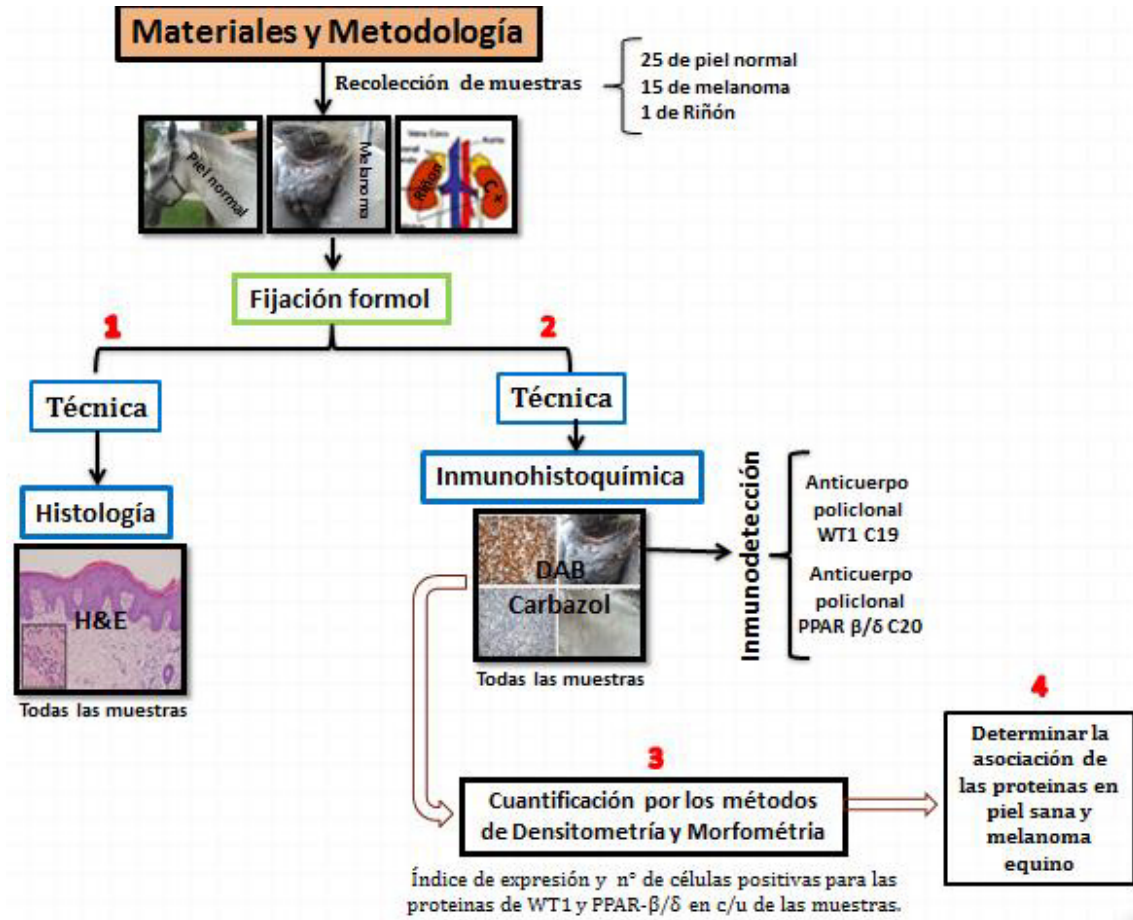 Materiales y Metodología
Recolección de muestras
25 de piel normal
15 de melanoma
1 de Riñón
Piel normal
Melanoma
Vena Cava
Aorta
Riñón
C +
Fijación formol
1
2
Técnica
Técnica
Histología
Inmunohistoquímica
H&E
DAB
Carbazol
Todas las muestras
Todas las muestras
Inmunodetección
Anticuerpo
policlonal
WT1 C19
Anticuerpo
policlonal
PPAR β/δ C20
3
Cuantificación por los métodos
de Densitometría y Morfométria
Índice de expresión y n° de células positivas para las
proteinas de WT1 y PPAR-β/δ en c/u de las muestras.
4
Determinar la
asociación de
las proteinas en
piel sana y
melanoma
equino